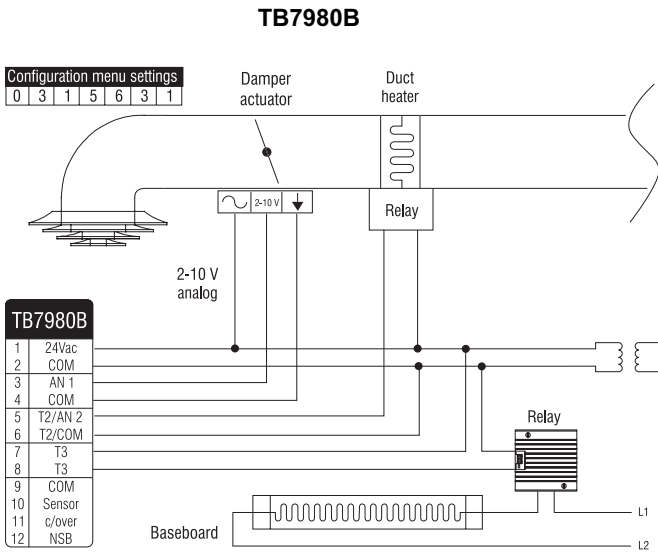 TB7980B
Configuration menu settings
0 3 1 5 6 3 1
Damper
actuator
Duct
heater
2-10 V
Relay
2-10 V
analog
TB7980B
1 24Vac
2 COM
3 AN 1
4 COM
5 T2/AN 2
6 T2/COM
7 T3
8 T3
9 COM
10 Sensor
11 c/over
12 NSB
Relay
Baseboard
L1
L2